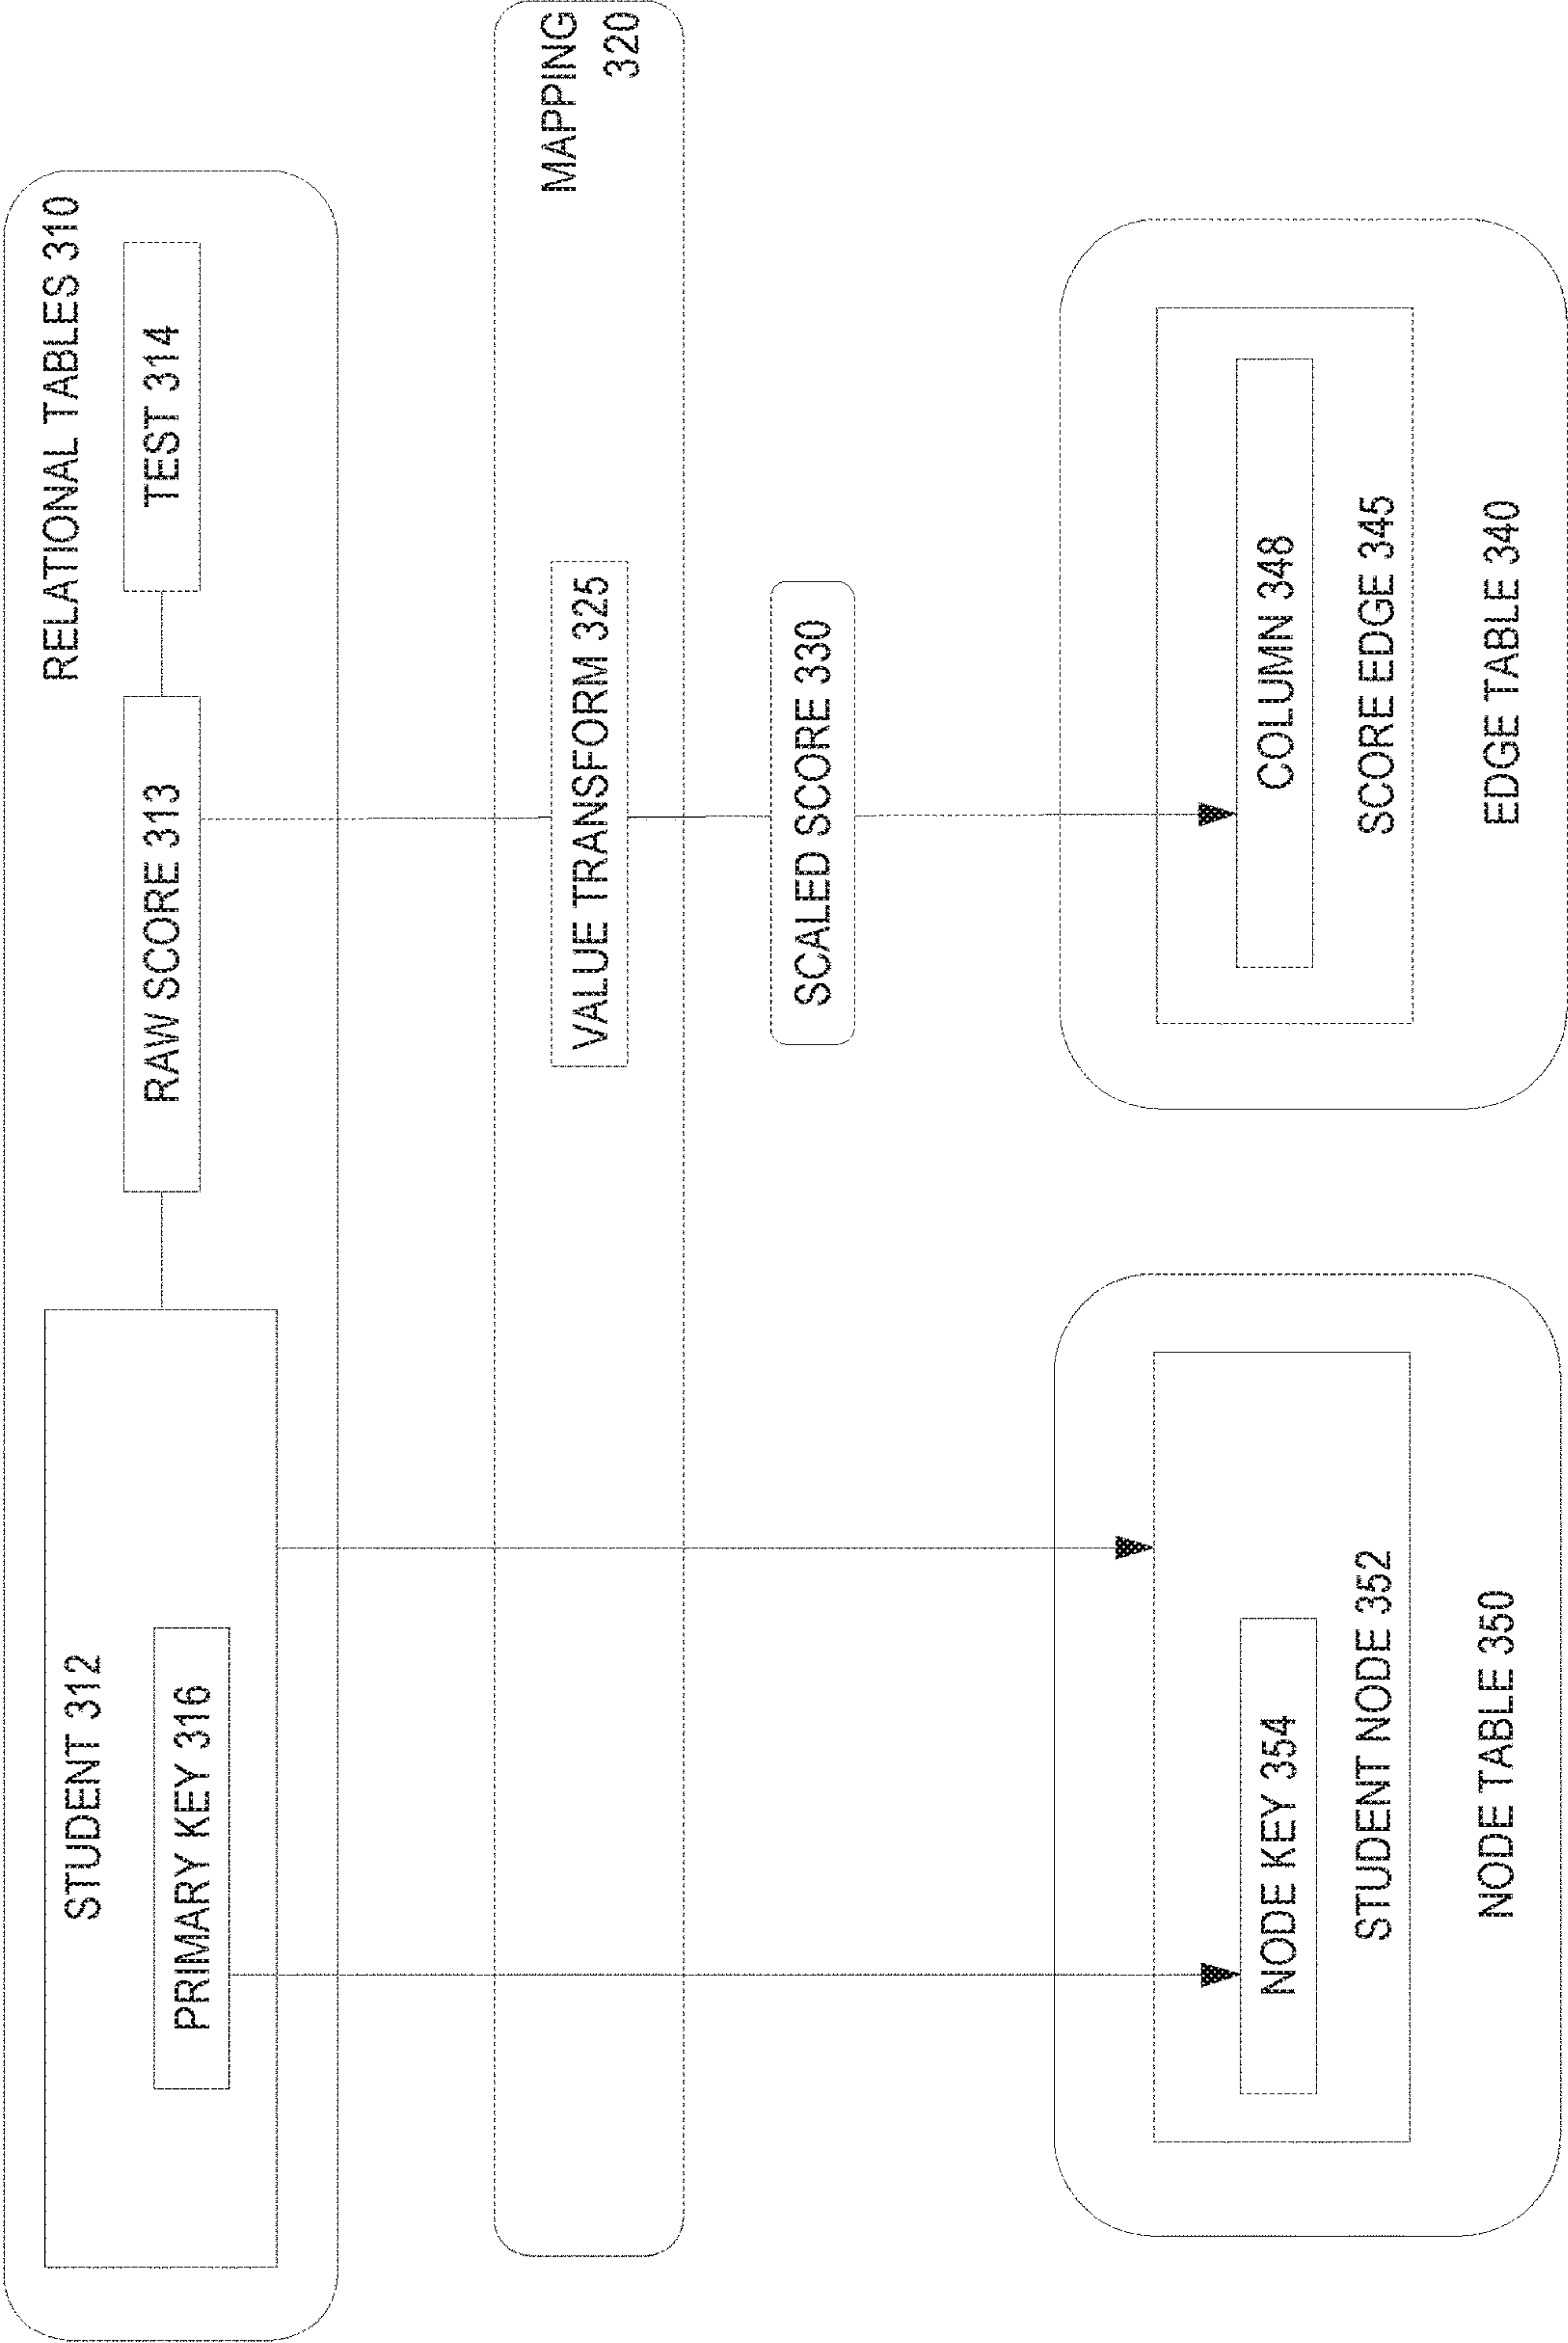 RELATIONAL TABLES 310
STUDENT 312
PRIMARY KEY 316
RAW SCORE 313
TEST 314
MAPPING
320
VALUE TRANSFORM 325
SCALED SCORE 330
NODE KEY 354
STUDENT NODE 352
NODE TABLE 350
COLUMN 348
SCORE EDGE 345
EDGE TABLE 340